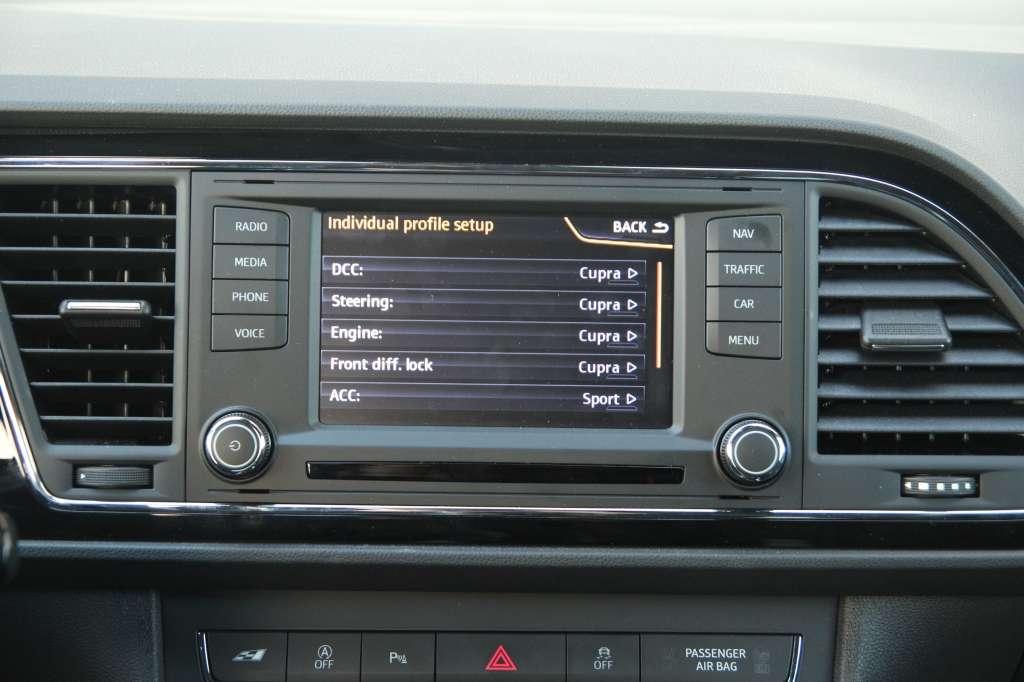 Individual profile setup BACK
DCC: Cupra
Steering: Cupra
Engine: Cupra
Front diff. lock Cupra
ACC: Sport
RADIO
MEDIA
PHONE
VOICE
NAV
TRAFFIC
CAR
MENU
A
OFF
P
OFF
PASSENGER
AIR BAG